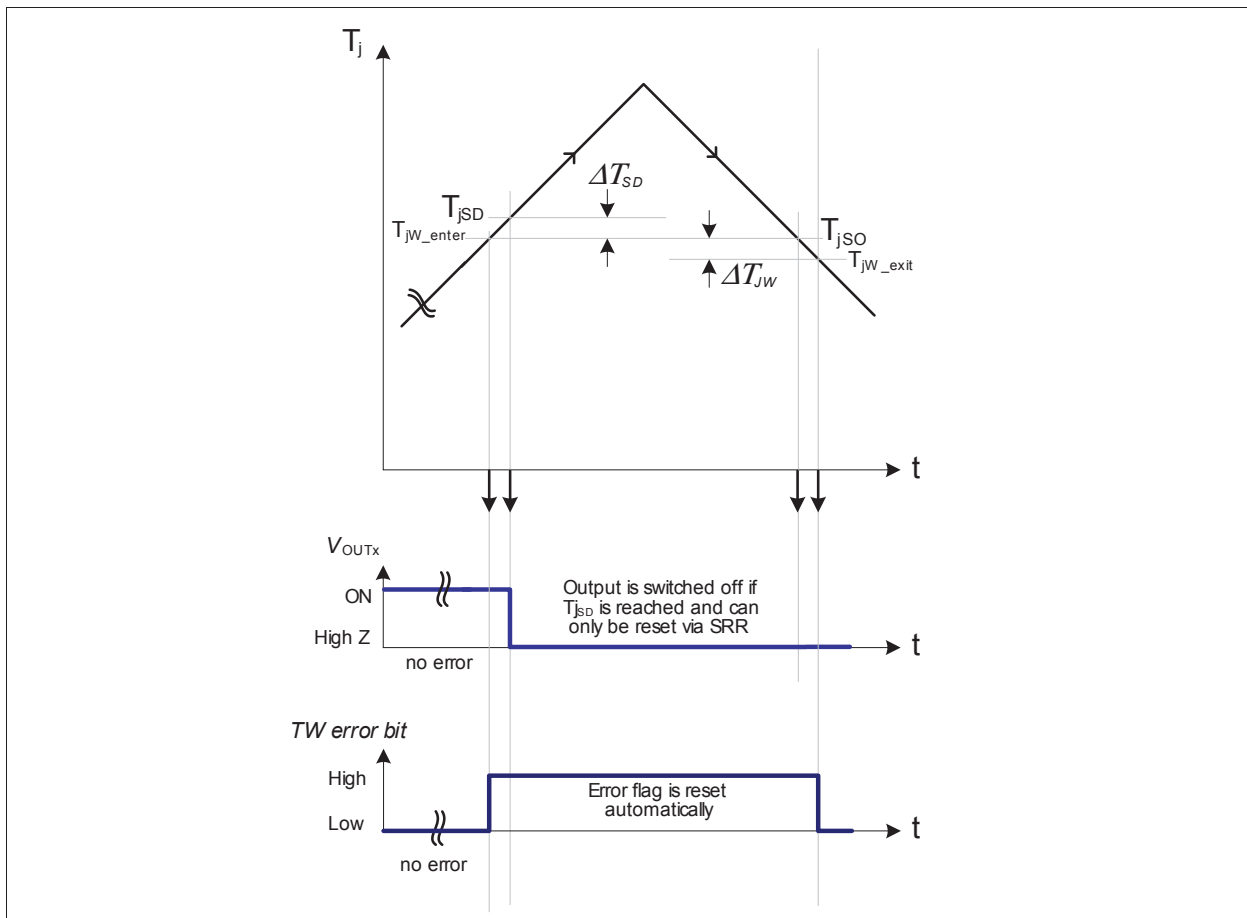 Tj
ΔTSD
TjSD
TjW_enter
TjSO
TjW_exit
ΔTJW
t
VOUTx
ON
High Z
Output is switched off if
TjSD is reached and can
only be reset via SRR
t
no error
TW error bit
High
Low
Error flag is reset
automatically
t
no error